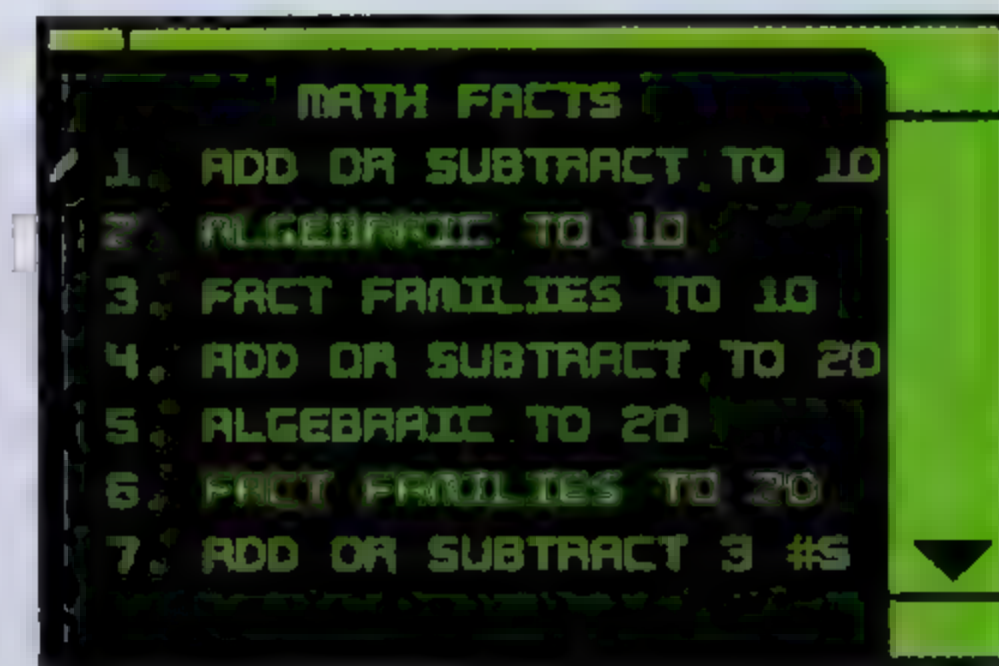 MATH FACTS
1. ADD OR SUBTRACT TO 10
2. ALGEBRAIC TO 10
3. FACT FAMILIES TO 10
4. ADD OR SUBTRACT TO 20
5. ALGEBRAIC TO 20
6. FACT FAMILIES TO 20
7. ADD OR SUBTRACT 3 #S